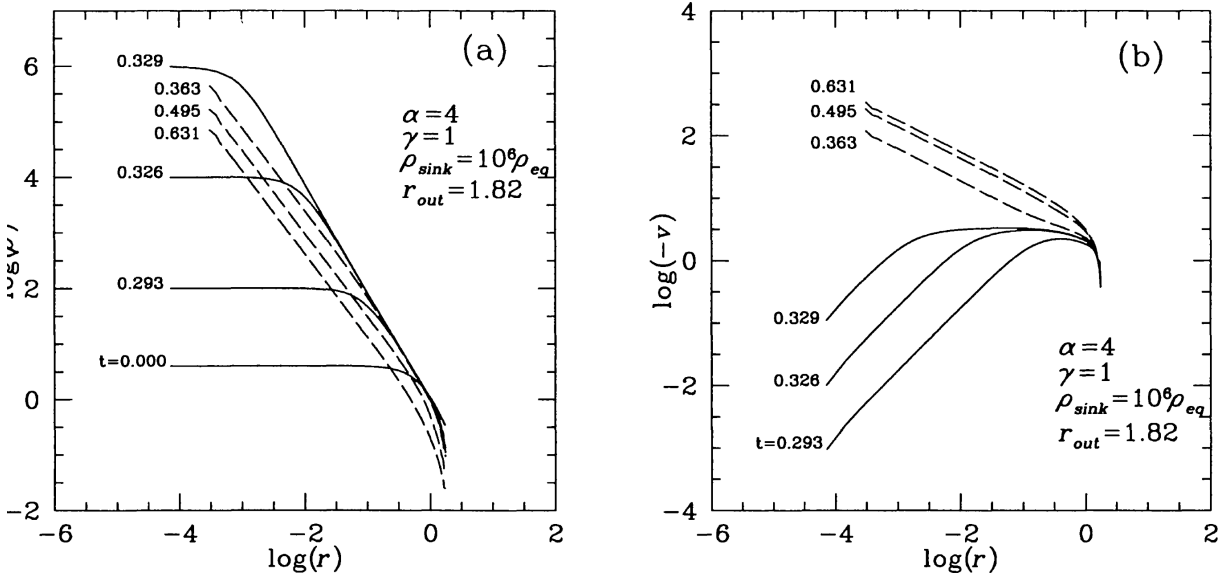 (a)
6
4
2
0
-2
0.329
0.363
0.495
0.631
0.326
0.293
t=0.000
α=4
γ=1
ρsink=10⁶ρeq
rout=1.82
-6 -4 -2 0 2
log(r)
(b)
4
2
0
-2
-4
log(-v)
0.631
0.495
0.363
0.329
0.326
t=0.293
α=4
γ=1
ρsink=10⁶ρeq
rout=1.82
-6 -4 -2 0 2
log(r)